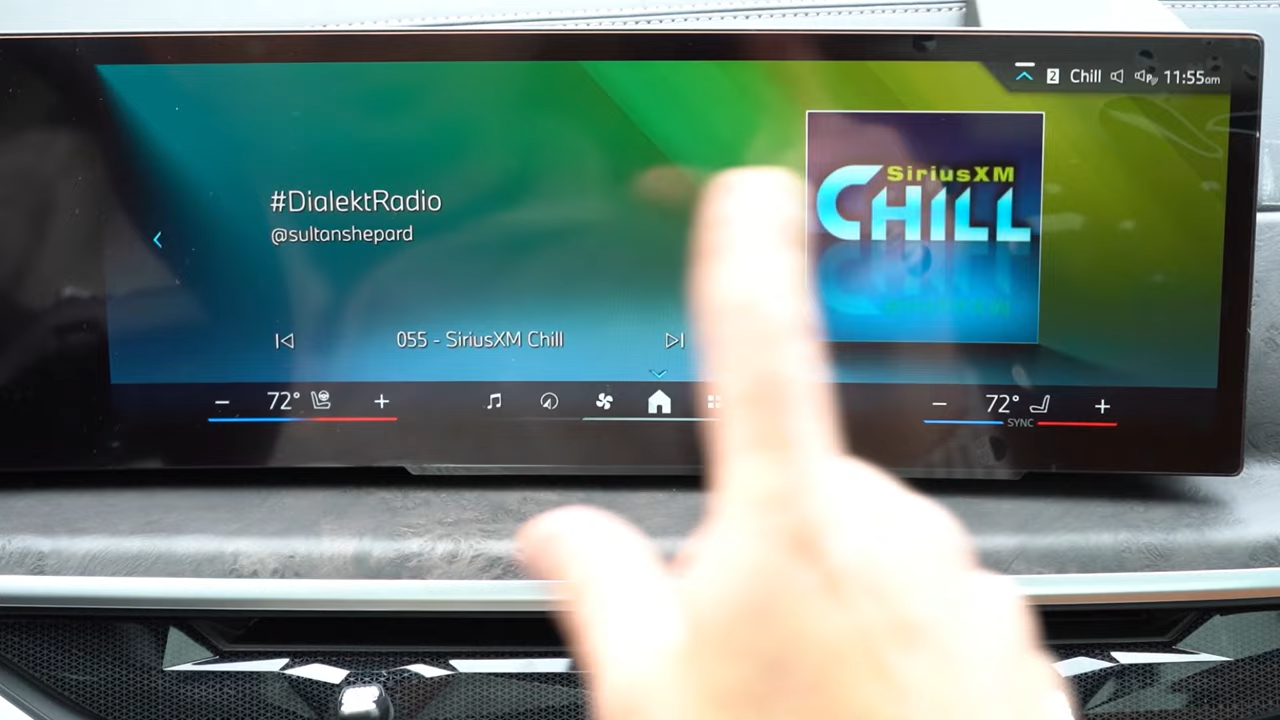 2 Chill P 11:55am
#DialektRadio
@sultanshepard
SiriusXM
CHILL
055 - SiriusXM Chill
− 72° +
− 72° +
SYNC